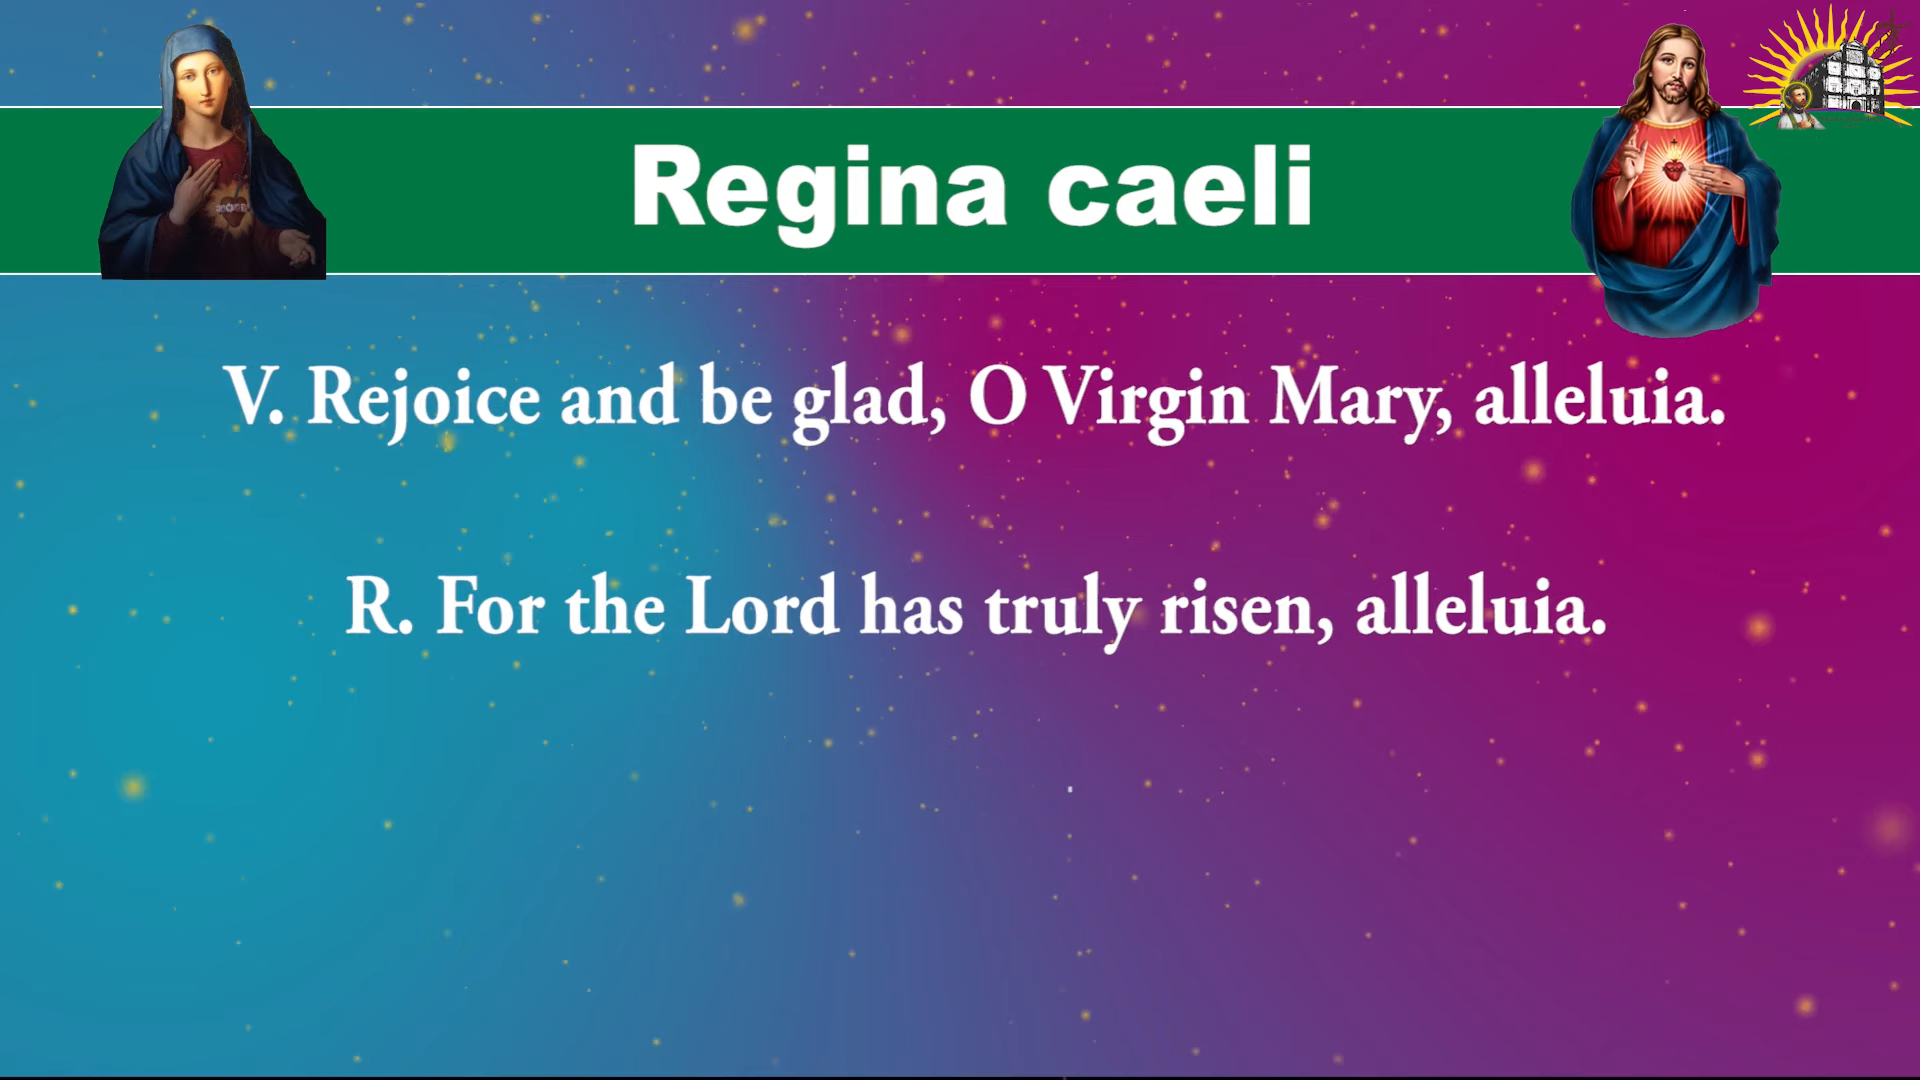 Regina caeli
V. Rejoice and be glad, O Virgin Mary, alleluia.
R. For the Lord has truly risen, alleluia.